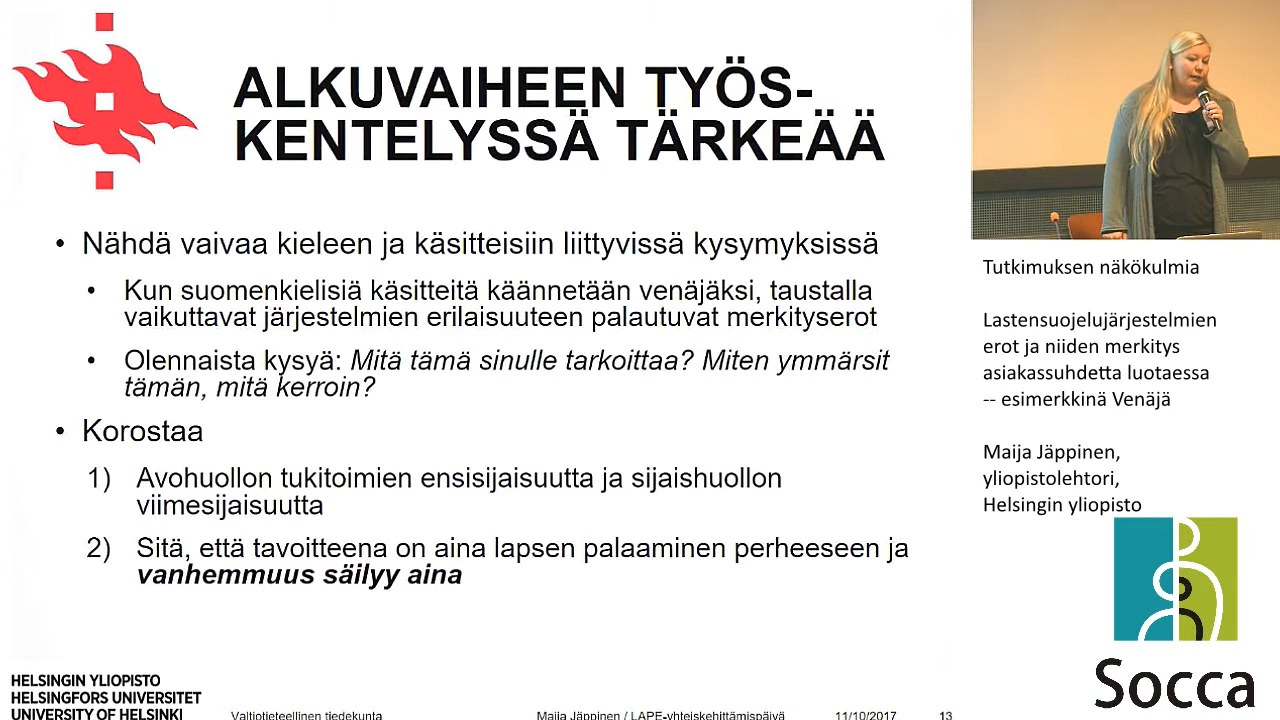 ALKUVAIHEEN TYÖS-
KENTELYSSÄ TÄRKEÄÄ
• Nähdä vaivaa kieleen ja käsitteisiin liittyvissä kysymyksissä
• Kun suomenkielisiä käsitteitä käännetään venäjäksi, taustalla
vaikuttavat järjestelmien erilaisuuteen palautuvat merkityserot
• Olennaista kysyä: Mitä tämä sinulle tarkoittaa? Miten ymmärsit
tämän, mitä kerroin?
• Korostaa
1) Avohuollon tukitoimien ensisijaisuutta ja sijaishuollon
viimesijaisuutta
2) Sitä, että tavoitteena on aina lapsen palaaminen perheeseen ja
vanhemmuus säilyy aina
HELSINGIN YLIOPISTO
HELSINGFORS UNIVERSITET
UNIVERSITY OF HELSINKI
Valtiotieteellinen tiedekunta
Maija Jäppinen / LAPE-yhteiskehittämispäivä
11/10/2017
13
Tutkimuksen näkökulmia
Lastensuojelujärjestelmien
erot ja niiden merkitys
asiakassuhdetta luotaessa
-- esimerkkinä Venäjä
Maija Jäppinen,
yliopistolehtori,
Helsingin yliopisto
Socca